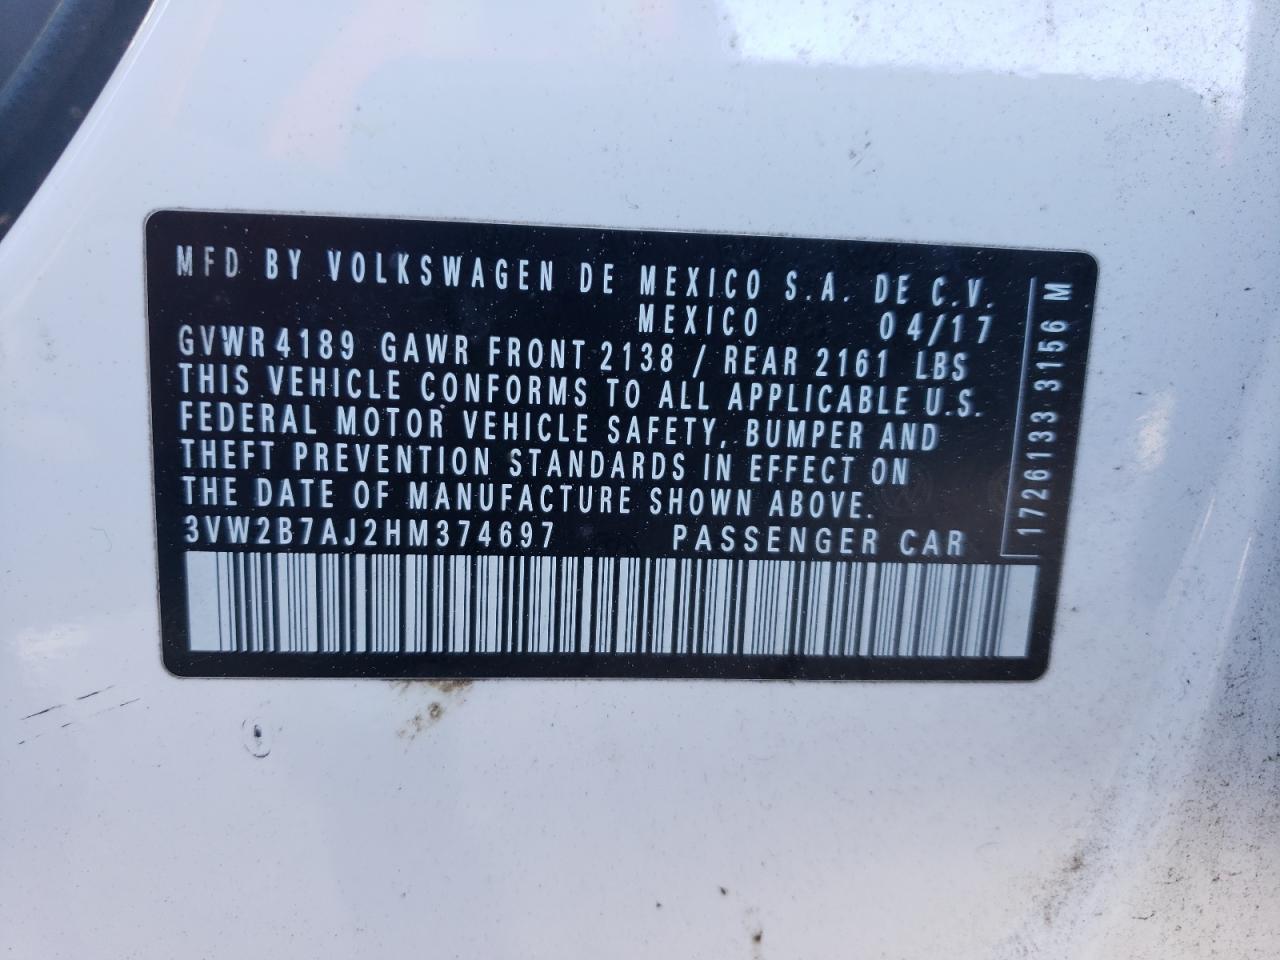 MFD BY VOLKSWAGEN DE MEXICO S.A. DE C.V.
MEXICO 04/17
GVWR 4189 GAWR FRONT 2138 / REAR 2161 LBS
THIS VEHICLE CONFORMS TO ALL APPLICABLE U.S.
FEDERAL MOTOR VEHICLE SAFETY, BUMPER AND
THEFT PREVENTION STANDARDS IN EFFECT ON
THE DATE OF MANUFACTURE SHOWN ABOVE.
3VW2B7AJ2HM374697 PASSENGER CAR
1726133 3156 M